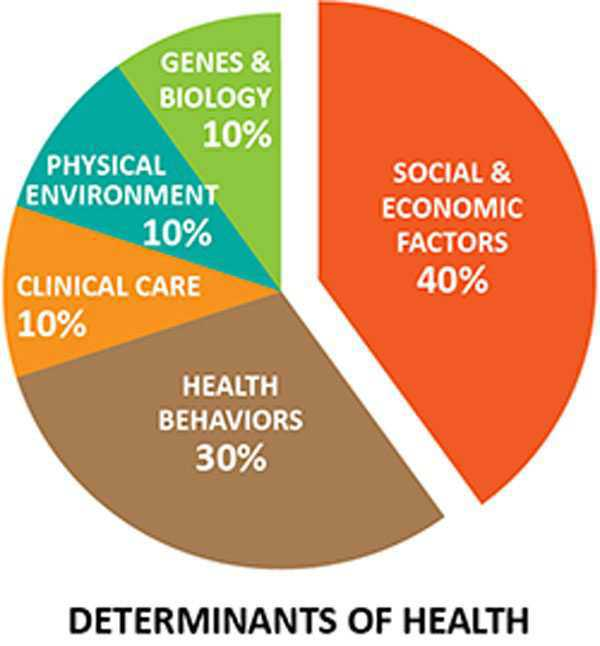 GENES &
BIOLOGY
10%
SOCIAL &
ECONOMIC
FACTORS
40%
PHYSICAL
ENVIRONMENT
10%
CLINICAL CARE
10%
HEALTH
BEHAVIORS
30%
DETERMINANTS OF HEALTH